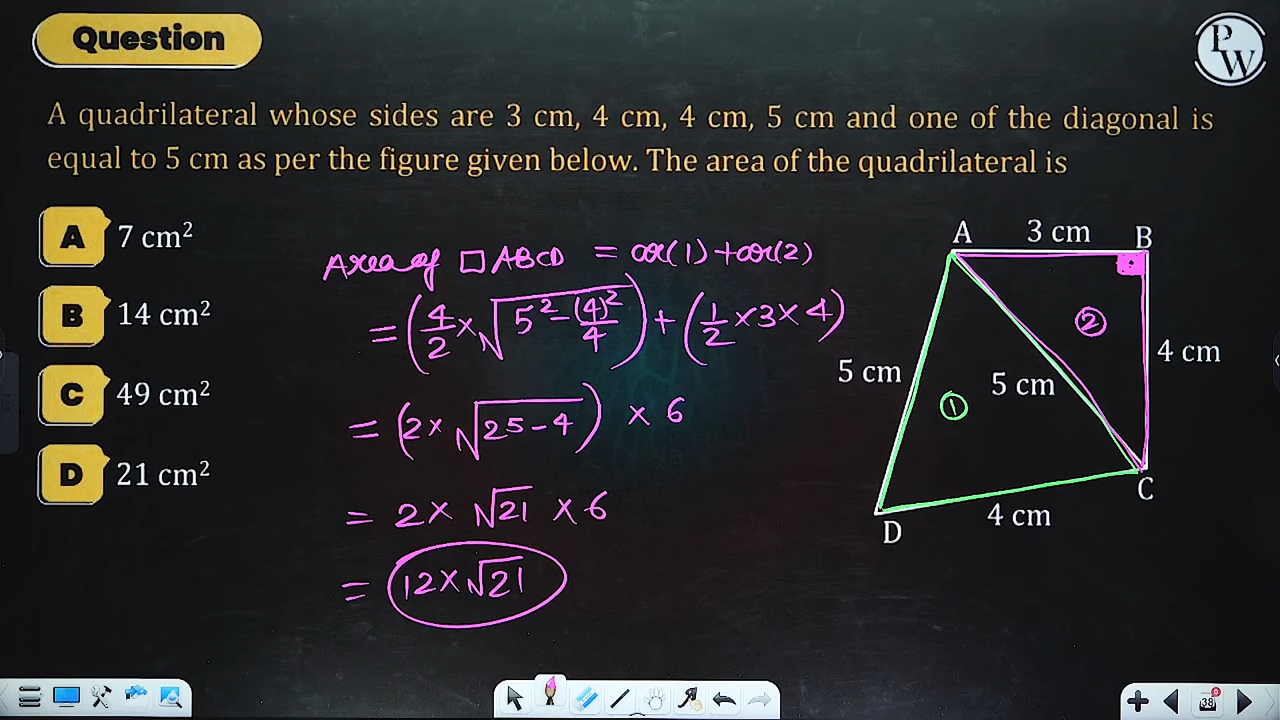 Question
PW
A quadrilateral whose sides are 3 cm, 4 cm, 4 cm, 5 cm and one of the diagonal is
equal to 5 cm as per the figure given below. The area of the quadrilateral is
A 7 cm²
B 14 cm²
C 49 cm²
D 21 cm²
Area of □ABCD = ar(1)+ar(2)
= (4/2 × √(5² - (4)²/4)) + (1/2 × 3 × 4)
= (2 × √(25-4)) × 6
= 2 × √21 × 6
= 12 × √21
A 3 cm B
②
4 cm
5 cm
5 cm
①
C
4 cm
D
38